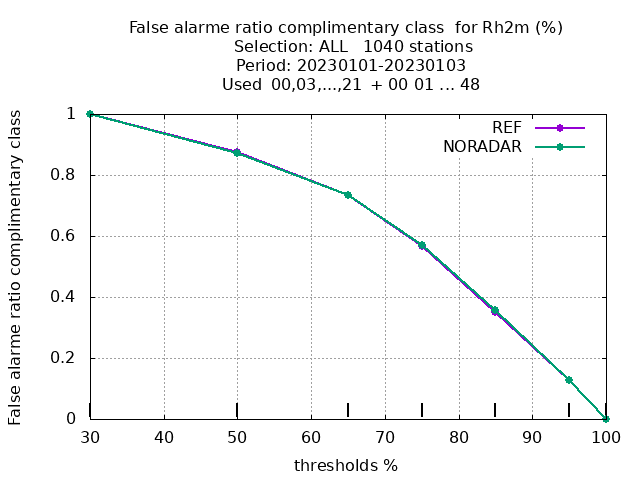 False alarme ratio complimentary class for Rh2m (%)
Selection: ALL 1040 stations
Period: 20230101-20230103
Used 00,03,...,21 + 00 01 ... 48
False alarme ratio complimentary class
1
0.8
0.6
0.4
0.2
0
REF
NORADAR
30 40 50 60 70 80 90 100
thresholds %